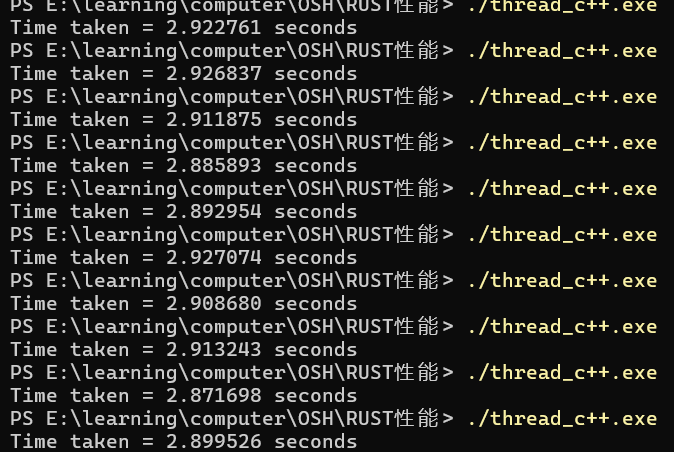 PS E:\learning\computer\OSH\RUST性能> ./thread_c++.exe
Time taken = 2.922761 seconds
PS E:\learning\computer\OSH\RUST性能> ./thread_c++.exe
Time taken = 2.926837 seconds
PS E:\learning\computer\OSH\RUST性能> ./thread_c++.exe
Time taken = 2.911875 seconds
PS E:\learning\computer\OSH\RUST性能> ./thread_c++.exe
Time taken = 2.885893 seconds
PS E:\learning\computer\OSH\RUST性能> ./thread_c++.exe
Time taken = 2.892954 seconds
PS E:\learning\computer\OSH\RUST性能> ./thread_c++.exe
Time taken = 2.927074 seconds
PS E:\learning\computer\OSH\RUST性能> ./thread_c++.exe
Time taken = 2.908680 seconds
PS E:\learning\computer\OSH\RUST性能> ./thread_c++.exe
Time taken = 2.913243 seconds
PS E:\learning\computer\OSH\RUST性能> ./thread_c++.exe
Time taken = 2.871698 seconds
PS E:\learning\computer\OSH\RUST性能> ./thread_c++.exe
Time taken = 2.899526 seconds